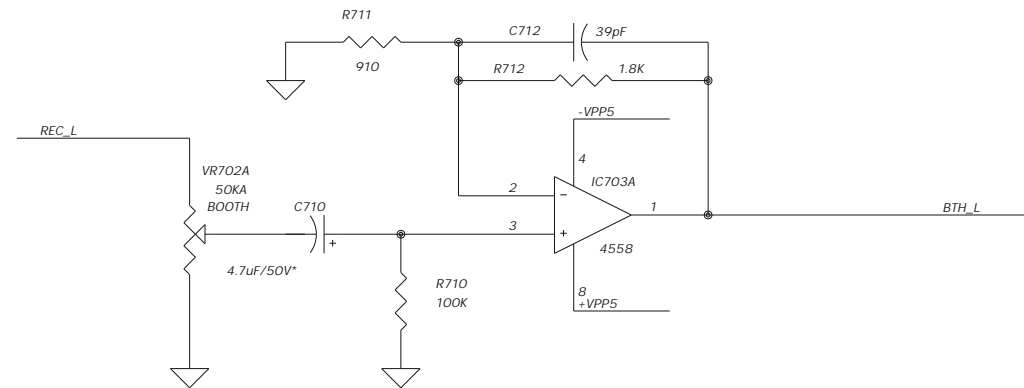 R711
910
C712
39pF
R712
1.8K
-VPP5
4
REC_L
VR702A
50KA
BOOTH
C710
+
4.7uF/50V*
R710
100K
2
3
−
+
IC703A
4558
1
BTH_L
8
+VPP5